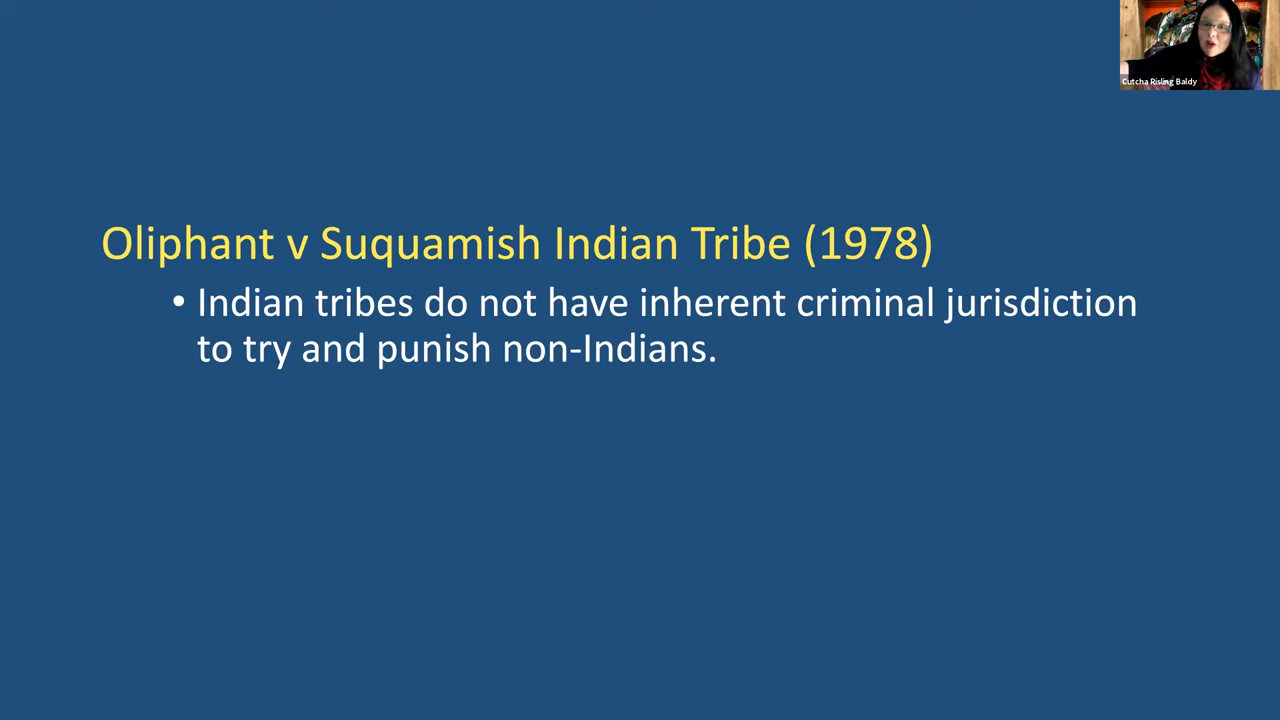 Cutcha Risling Baldy
Oliphant v Suquamish Indian Tribe (1978)
• Indian tribes do not have inherent criminal jurisdiction
to try and punish non-Indians.